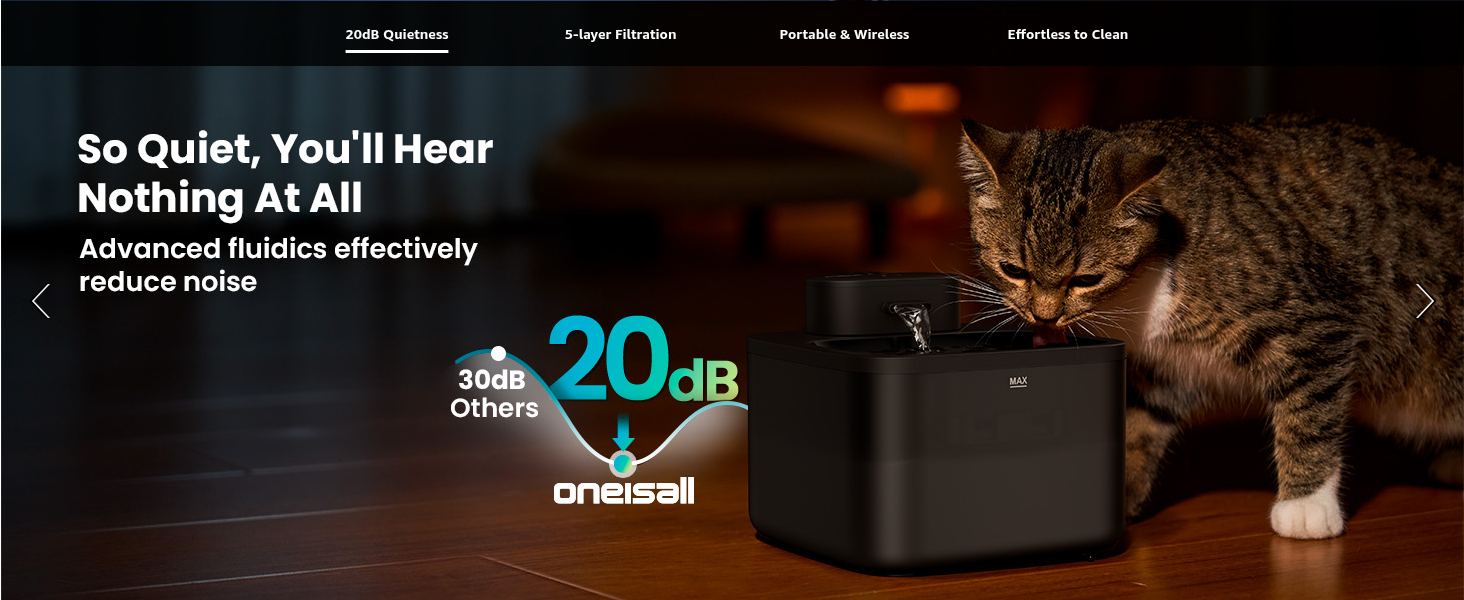 20dB Quietness
5-layer Filtration
Portable & Wireless
Effortless to Clean
So Quiet, You'll Hear
Nothing At All
Advanced fluidics effectively
reduce noise
20dB
30dB
Others
oneisall
MAX